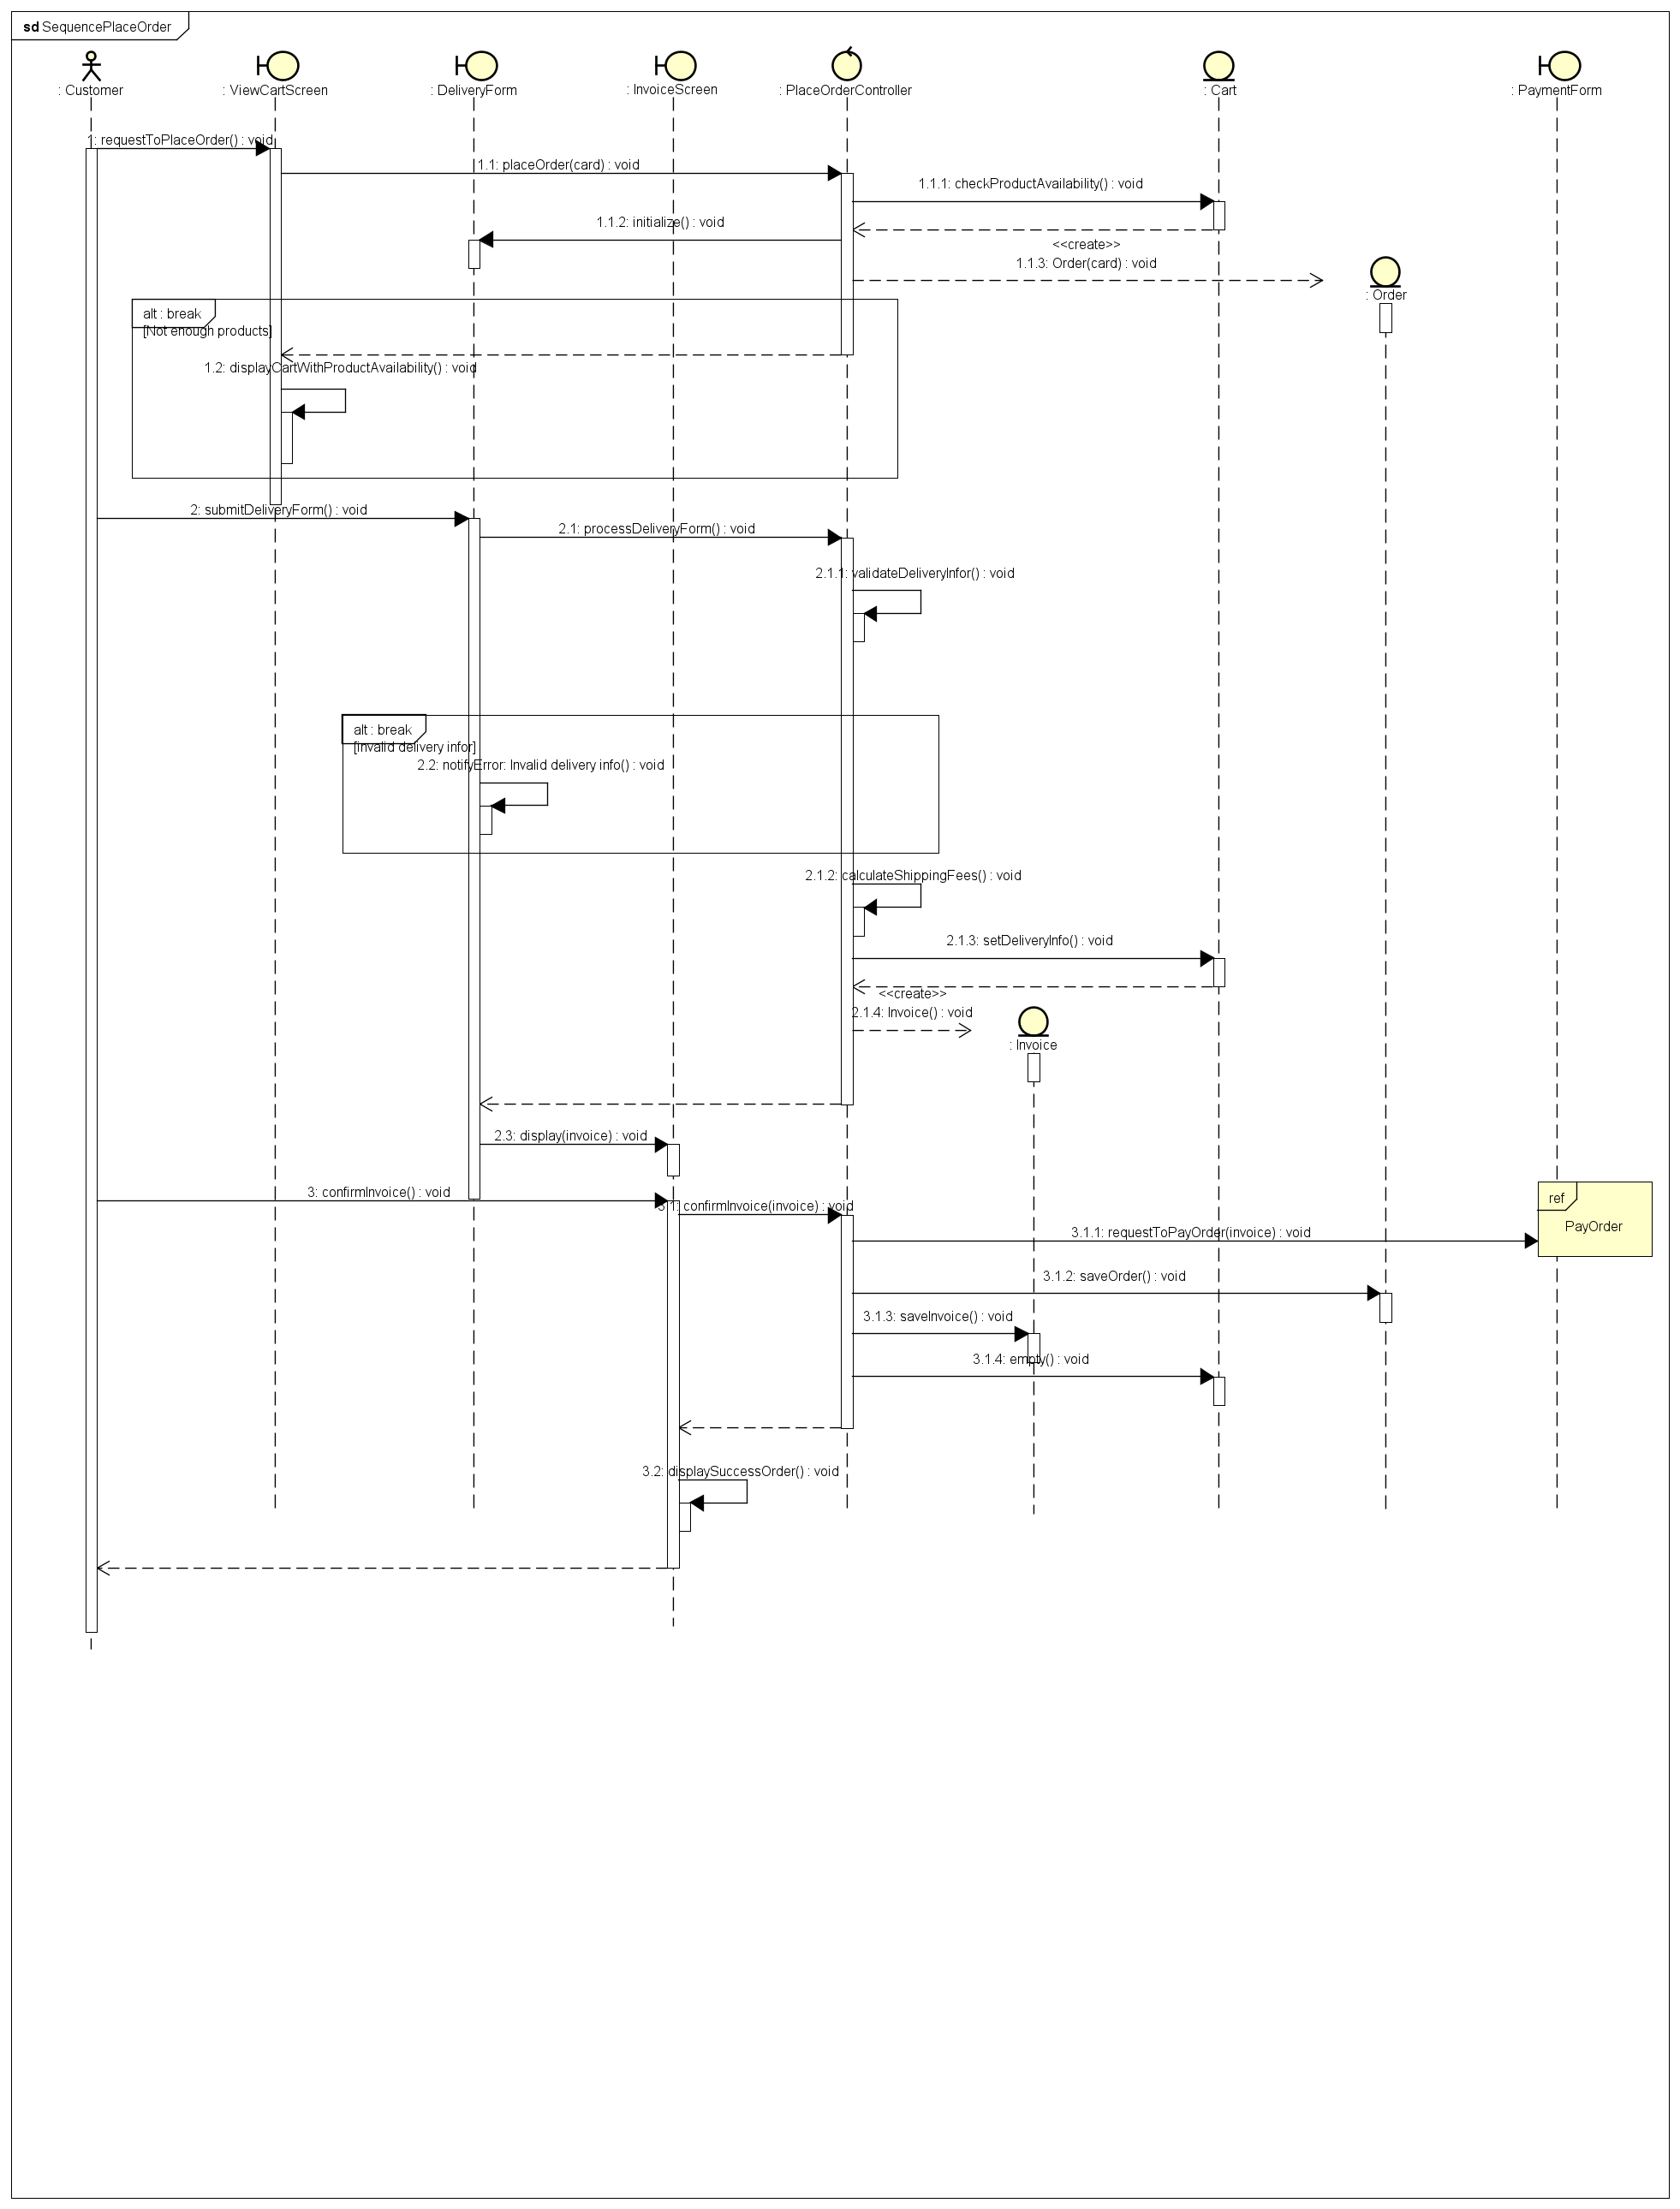 sd SequencePlaceOrder
: Customer
: ViewCartScreen
: DeliveryForm
: InvoiceScreen
: PlaceOrderController
: Cart
: PaymentForm
1: requestToPlaceOrder() : void
1.1: placeOrder(card) : void
1.1.1: checkProductAvailability() : void
1.1.2: initialize() : void
<<create>>
1.1.3: Order(card) : void
: Order
alt : break
[Not enough products]
1.2: displayCartWithProductAvailability() : void
2: submitDeliveryForm() : void
2.1: processDeliveryForm() : void
2.1.1: validateDeliveryInfor() : void
alt : break
[invalid delivery infor]
2.2: notifyError: Invalid delivery info() : void
2.1.2: calculateShippingFees() : void
2.1.3: setDeliveryInfo() : void
<<create>>
2.1.4: Invoice() : void
: Invoice
2.3: display(invoice) : void
3: confirmInvoice() : void
3.1: confirmInvoice(invoice) : void
ref
PayOrder
3.1.1: requestToPayOrder(invoice) : void
3.1.2: saveOrder() : void
3.1.3: saveInvoice() : void
3.1.4: empty() : void
3.2: displaySuccessOrder() : void